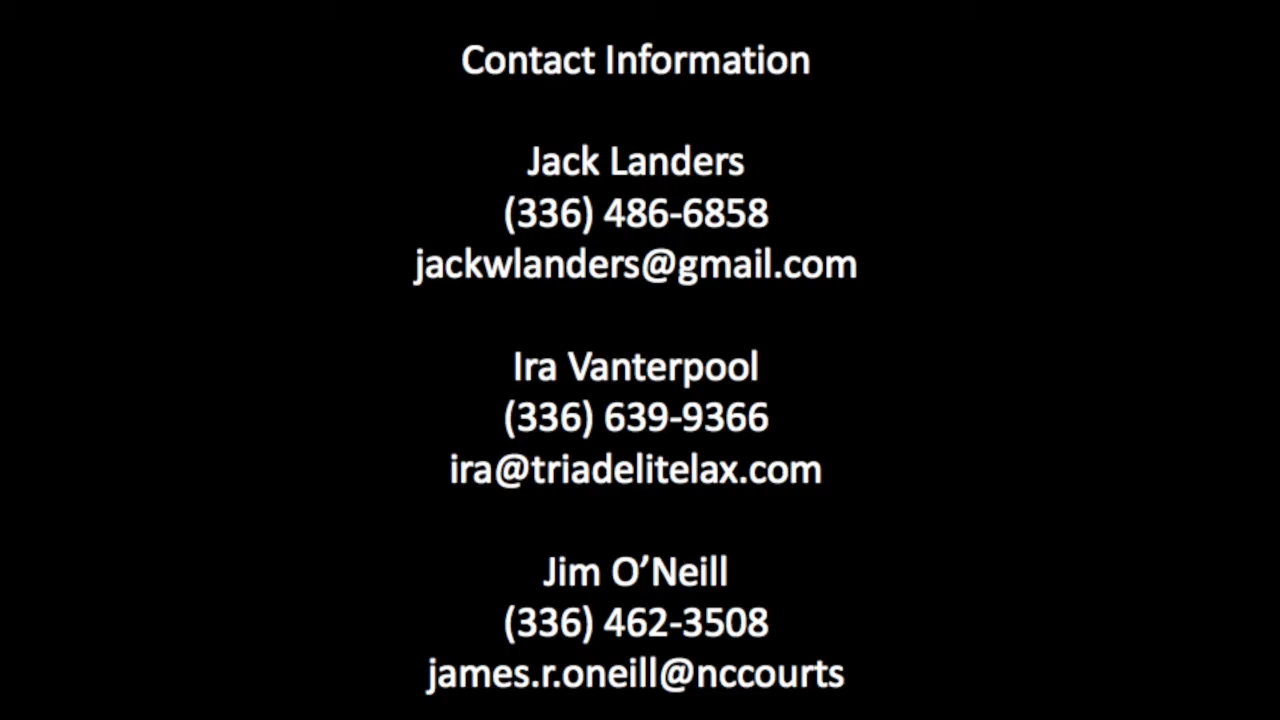 Contact Information
Jack Landers
(336) 486-6858
jackwlanders@gmail.com
Ira Vanterpool
(336) 639-9366
ira@triadelitelax.com
Jim O’Neill
(336) 462-3508
james.r.oneill@nccourts